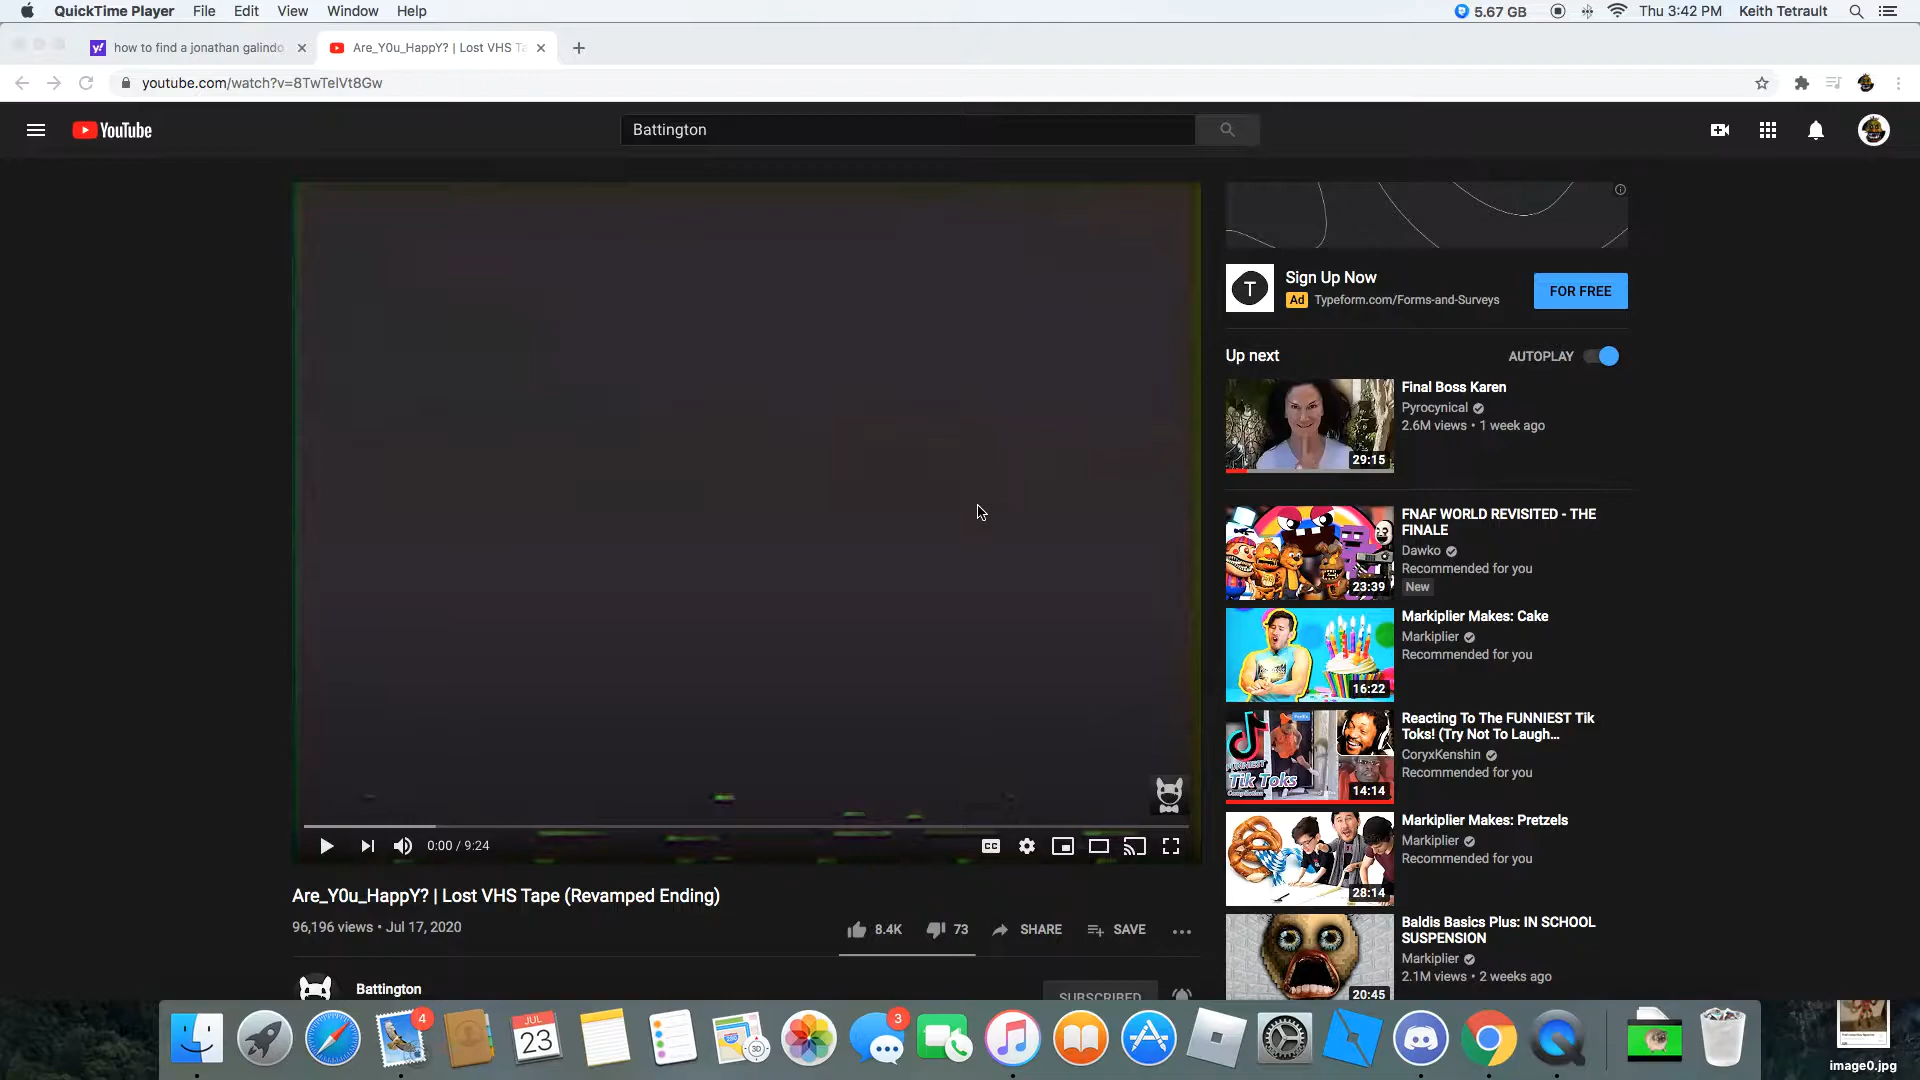 QuickTime Player File Edit View Window Help 5.67 GB Thu 3:42 PM Keith Tetrault
how to find a jonathan galindo
Are_Y0u_HappY? | Lost VHS Ta
youtube.com/watch?v=8TwTelVt8Gw
YouTube
Battington
Sign Up Now
Ad Typeform.com/Forms-and-Surveys
FOR FREE
Up next
AUTOPLAY
Final Boss Karen
Pyrocynical
2.6M views • 1 week ago
29:15
FNAF WORLD REVISITED - THE
FINALE
Dawko
Recommended for you
New
23:39
Markiplier Makes: Cake
Markiplier
Recommended for you
16:22
Reacting To The FUNNIEST Tik
Toks! (Try Not To Laugh...
CoryxKenshin
Recommended for you
Tik Toks
14:14
Markiplier Makes: Pretzels
Markiplier
Recommended for you
28:14
Baldis Basics Plus: IN SCHOOL
SUSPENSION
Markiplier
2.1M views • 2 weeks ago
20:45
0:00 / 9:24
CC
Are_Y0u_HappY? | Lost VHS Tape (Revamped Ending)
96,196 views • Jul 17, 2020
8.4K 73 SHARE SAVE
Battington
SUBSCRIBED
4
JUL
23
3D
3
image0.jpg